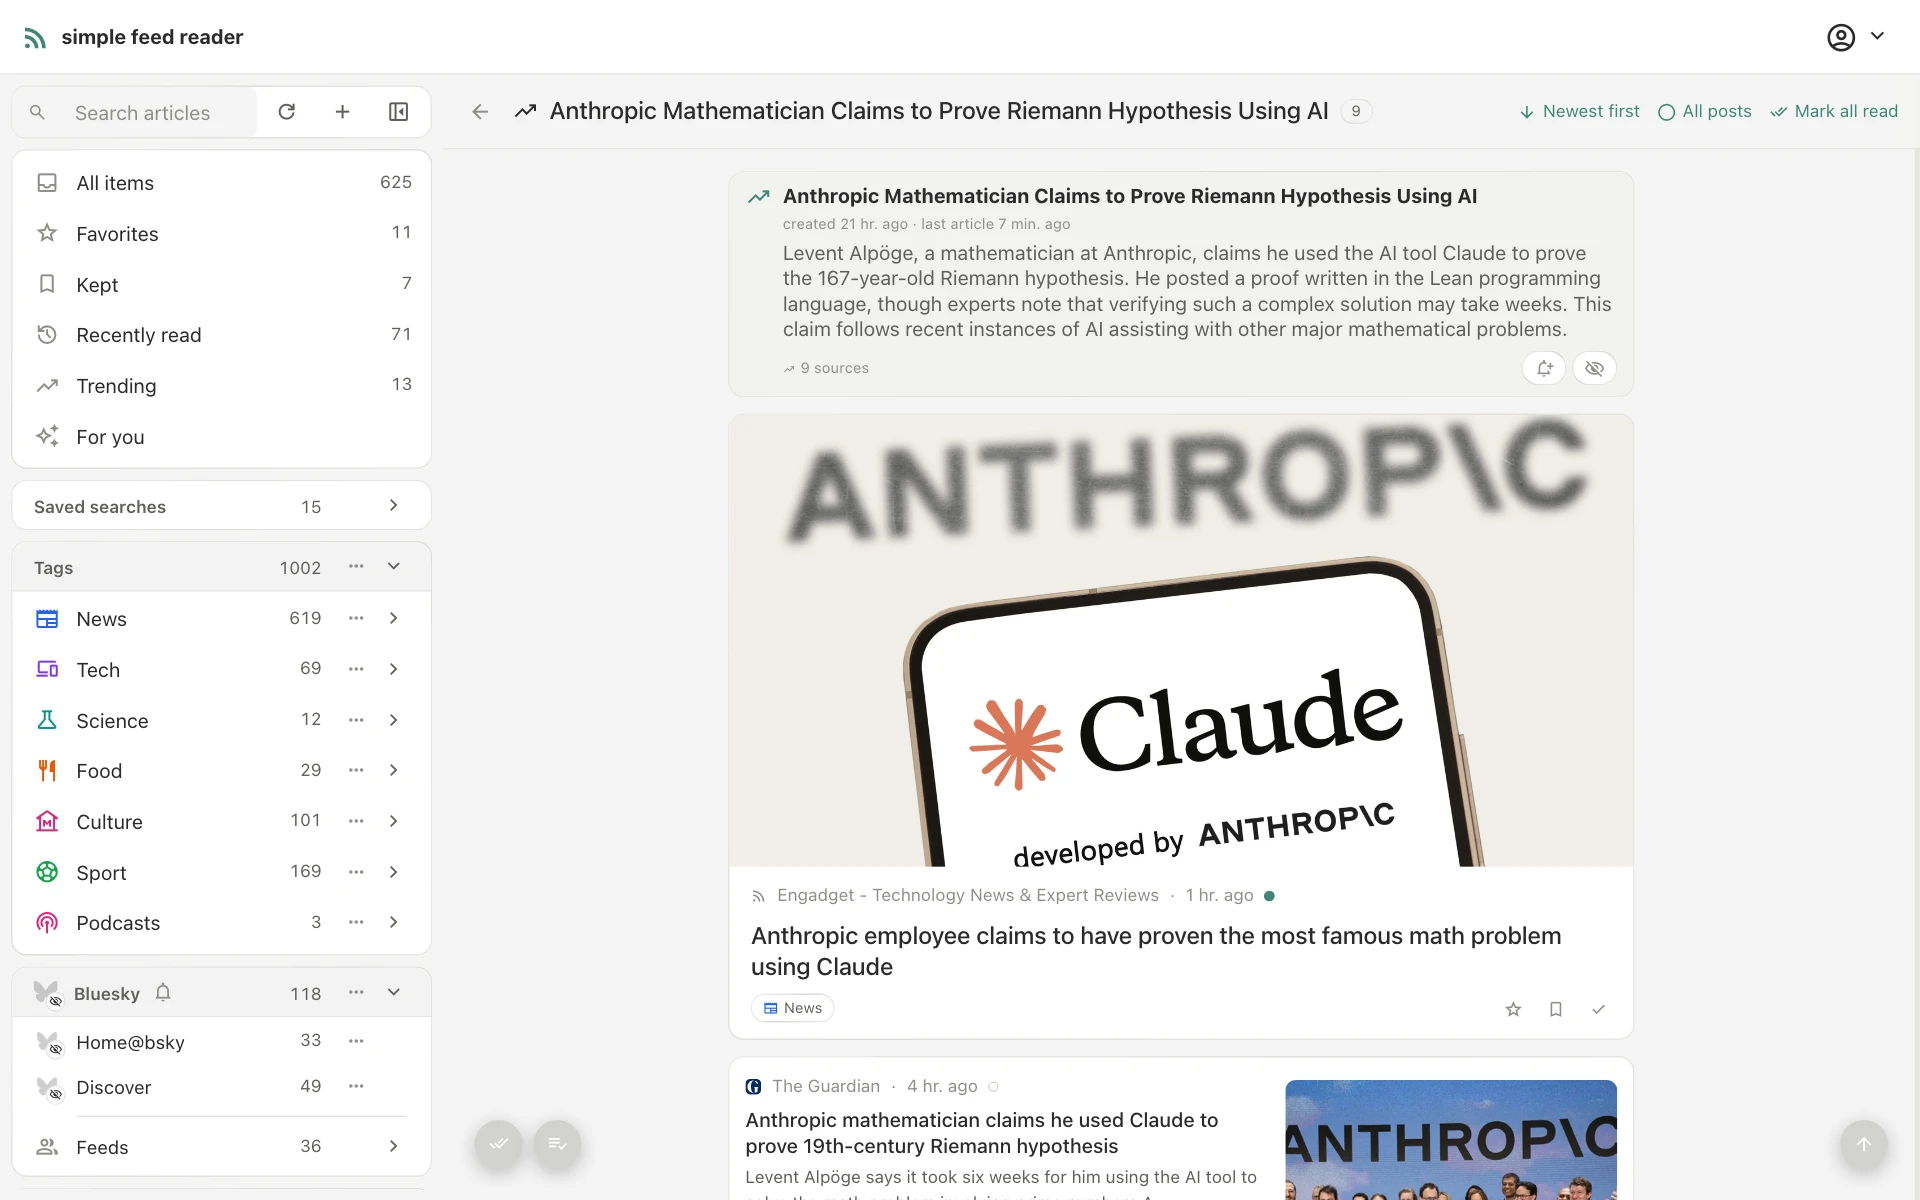 simple feed reader
Search articles
Anthropic Mathematician Claims to Prove Riemann Hypothesis Using AI 9
Newest first
All posts
Mark all read
All items 625
Favorites 11
Kept 7
Recently read 71
Trending 13
For you
Saved searches 15
Tags 1002
News 619
Tech 69
Science 12
Food 29
Culture 101
Sport 169
Podcasts 3
Bluesky 118
Home@bsky 33
Discover 49
Feeds 36
Anthropic Mathematician Claims to Prove Riemann Hypothesis Using AI
created 21 hr. ago · last article 7 min. ago
Levent Alpöge, a mathematician at Anthropic, claims he used the AI tool Claude to prove
the 167-year-old Riemann hypothesis. He posted a proof written in the Lean programming
language, though experts note that verifying such a complex solution may take weeks. This
claim follows recent instances of AI assisting with other major mathematical problems.
9 sources
ANTHROP\C
Claude
developed by ANTHROP\C
Engadget - Technology News & Expert Reviews · 1 hr. ago
Anthropic employee claims to have proven the most famous math problem
using Claude
News
The Guardian · 4 hr. ago
Anthropic mathematician claims he used Claude to
prove 19th-century Riemann hypothesis
Levent Alpöge says it took six weeks for him using the AI tool to
ANTHROP\C